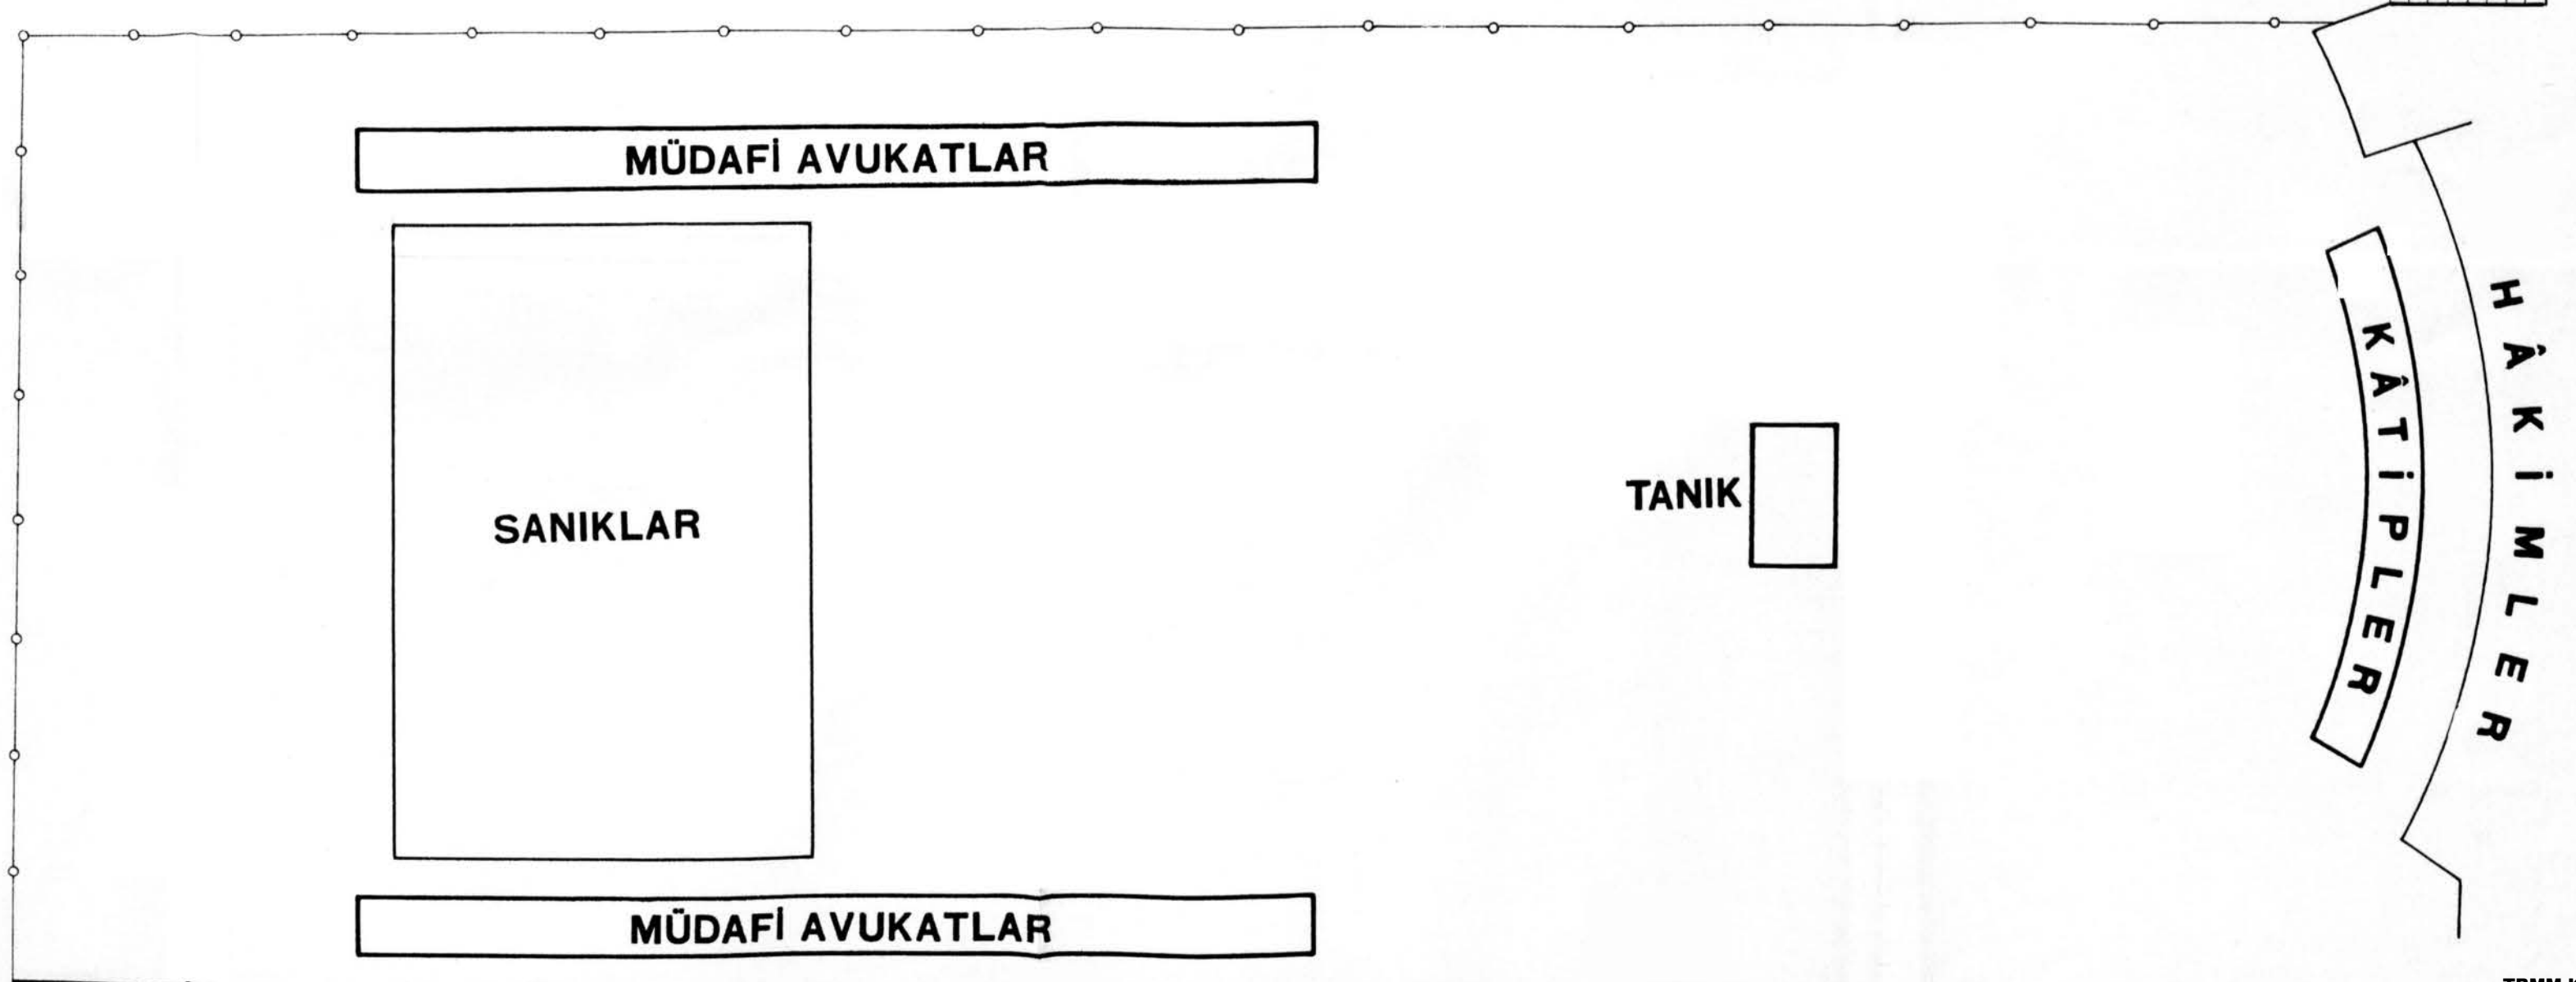 MÜDAFİ AVUKATLAR
SANIKLAR
TANIK
KÂTİPLER
HÂKİMLER
MÜDAFİ AVUKATLAR